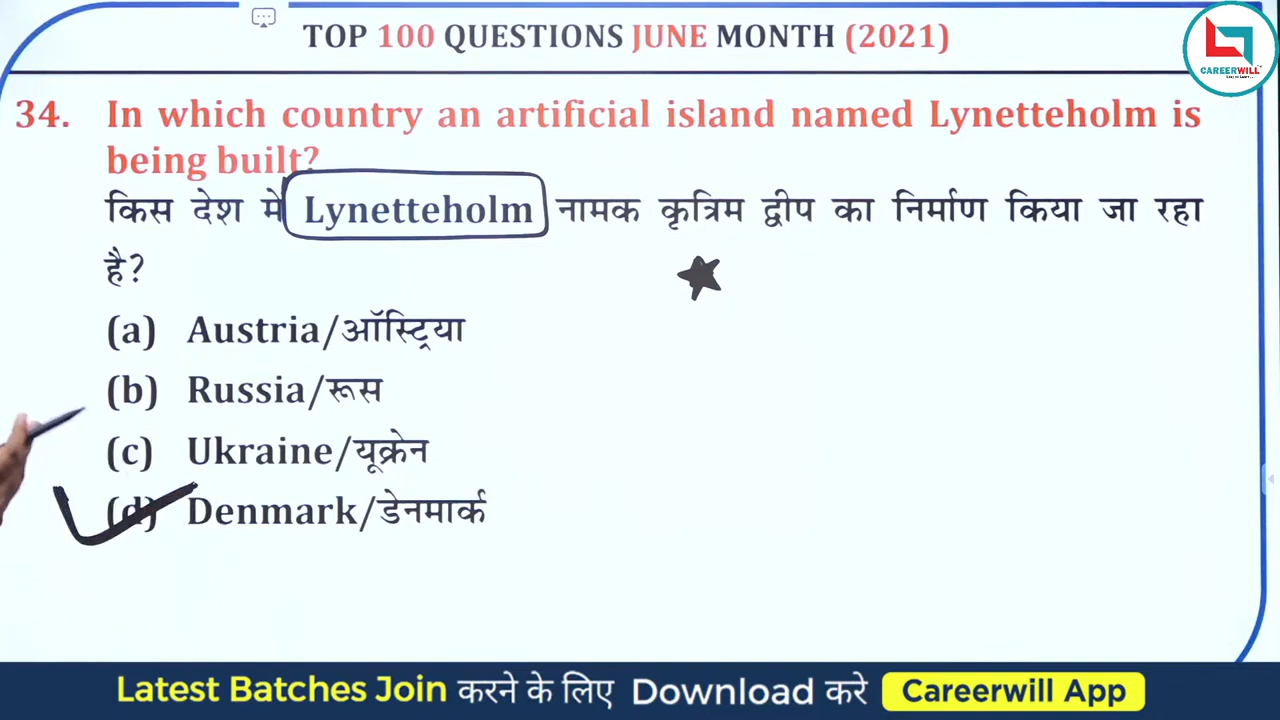 TOP 100 QUESTIONS JUNE MONTH (2021)
CAREERWILL
34. In which country an artificial island named Lynetteholm is
being built?
किस देश में Lynetteholm नामक कृत्रिम द्वीप का निर्माण किया जा रहा
है?
(a) Austria/ऑस्ट्रिया
(b) Russia/रूस
(c) Ukraine/यूक्रेन
(d) Denmark/डेनमार्क
Latest Batches Join करने के लिए Download करे Careerwill App